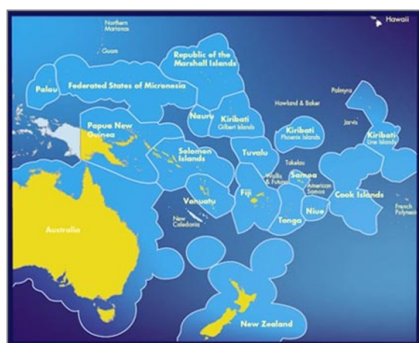 Hawaii
Northern
Marianas
Guam
Republic of the
Marshall Islands
Palau
Federated States of Micronesia
Palmyra
Howland & Baker
Nauru
Kiribati
Gilbert Islands
Kiribati
Phoenix Islands
Jarvis
Kiribati
Line Islands
Papua New
Guinea
Solomon
Islands
Tuvalu
Tokelau
Wallis
& Futuna
Samoa
American
Samoa
Cook Islands
Vanuatu
Fiji
New
Caledonia
Tonga
Niue
French
Polynesia
Australia
New Zealand